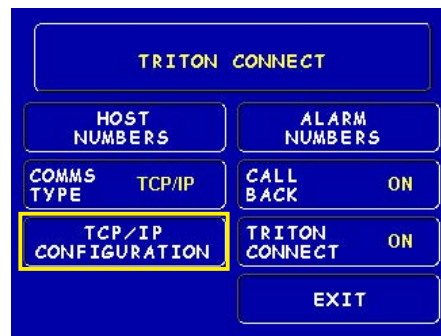 TRITON CONNECT
HOST
NUMBERS
ALARM
NUMBERS
COMMS
TYPE
TCP/IP
CALL
BACK
ON
TCP/IP
CONFIGURATION
TRITON
CONNECT
ON
EXIT